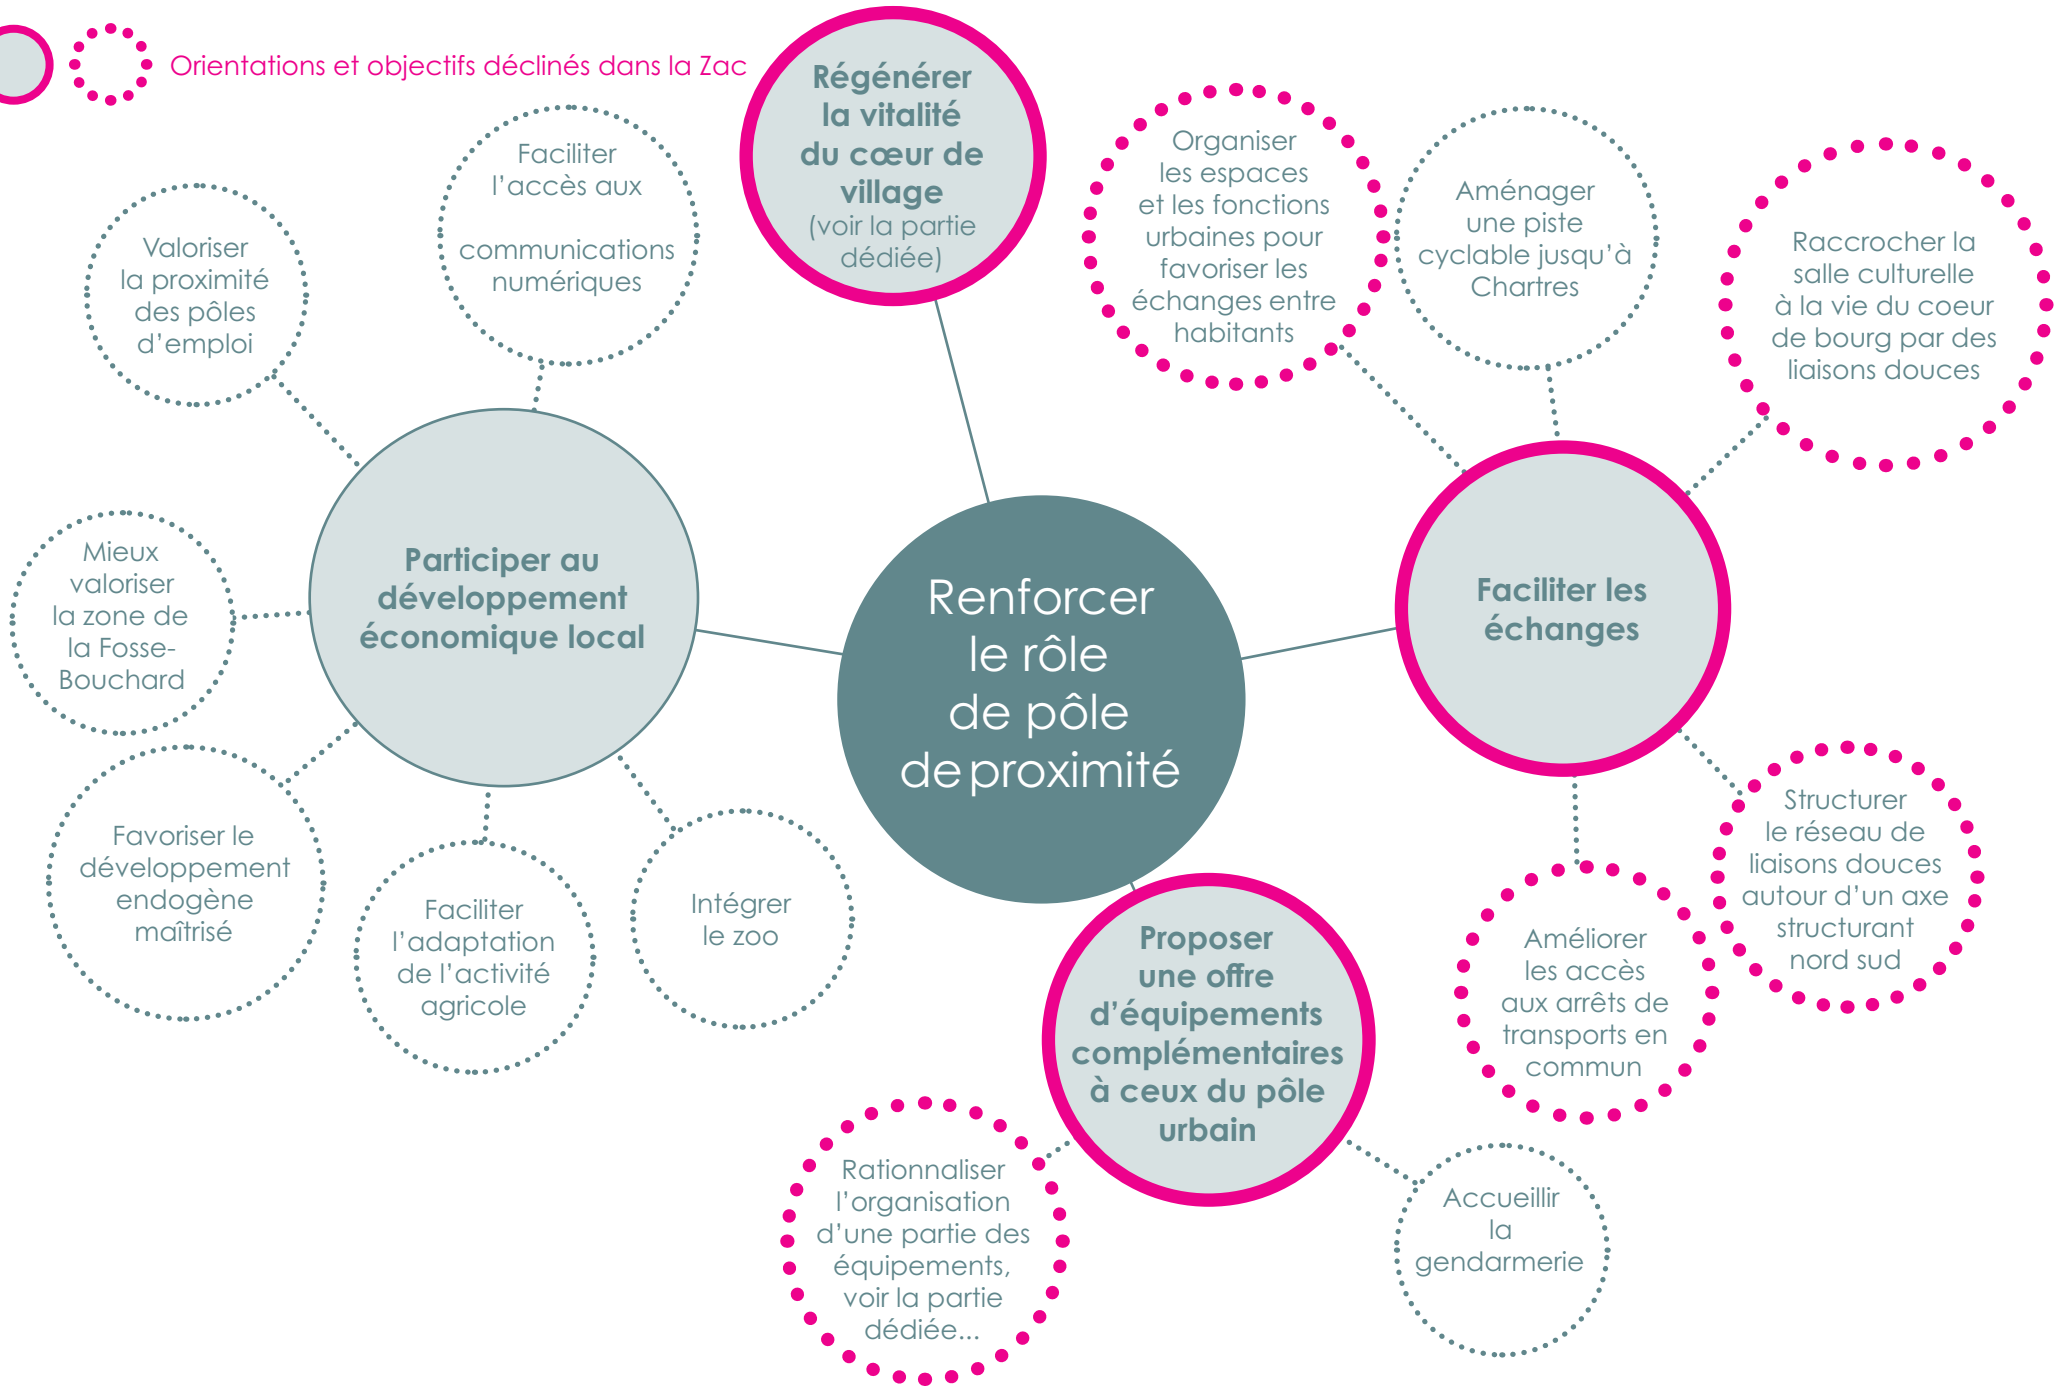 Orientations et objectifs déclinés dans la Zac
Régénérer
la vitalité
du cœur de
village
(voir la partie
dédiée)
Faciliter
l'accès aux
communications
numériques
Valoriser
la proximité
des pôles
d'emploi
Organiser
les espaces
et les fonctions
urbaines pour
favoriser les
échanges entre
habitants
Aménager
une piste
cyclable jusqu'à
Chartres
Raccrocher la
salle culturelle
à la vie du coeur
de bourg par des
liaisons douces
Mieux
valoriser
la zone de
la Fosse-
Bouchard
Participer au
développement
économique local
Renforcer
le rôle
de pôle
de proximité
Faciliter les
échanges
Favoriser le
développement
endogène
maîtrisé
Faciliter
l'adaptation
de l'activité
agricole
Intégrer
le zoo
Proposer
une offre
d'équipements
complémentaires
à ceux du pôle
urbain
Structurer
le réseau de
liaisons douces
autour d'un axe
structurant
nord sud
Améliorer
les accès
aux arrêts de
transports en
commun
Rationnaliser
l'organisation
d'une partie des
équipements,
voir la partie
dédiée...
Accueillir
la
gendarmerie